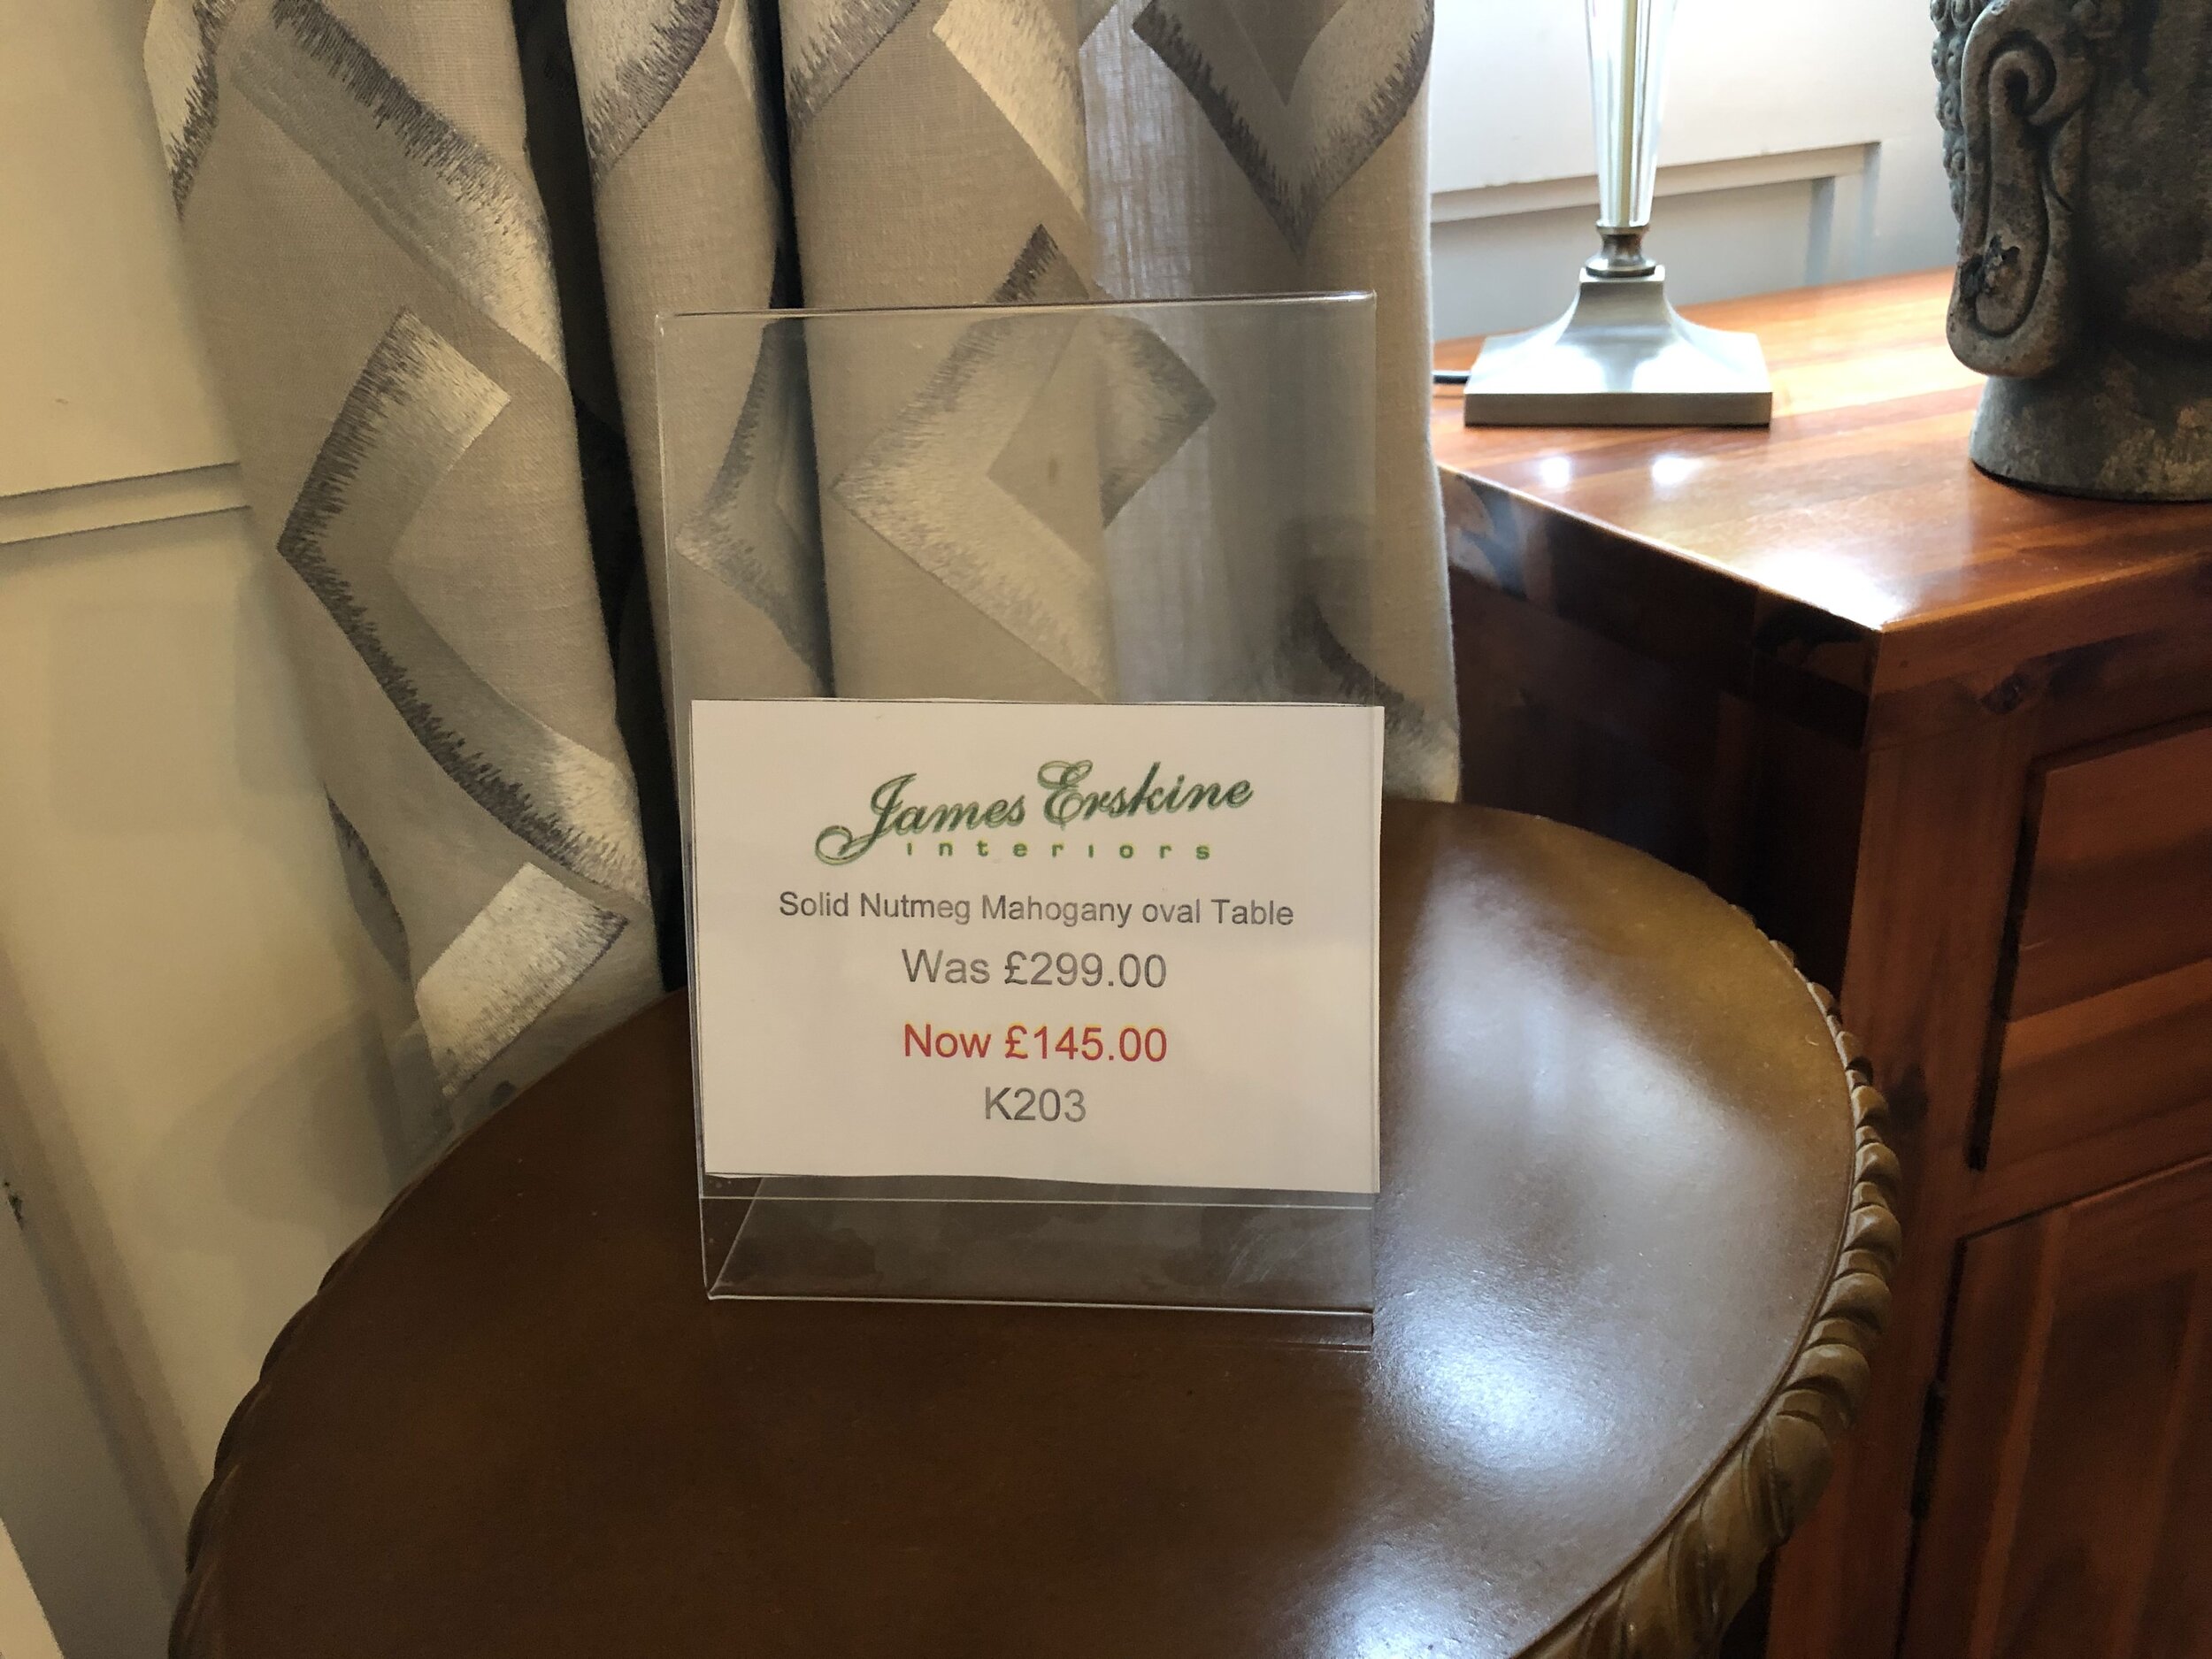 James Erskine
interiors
Solid Nutmeg Mahogany oval Table
Was £299.00
Now £145.00
K203